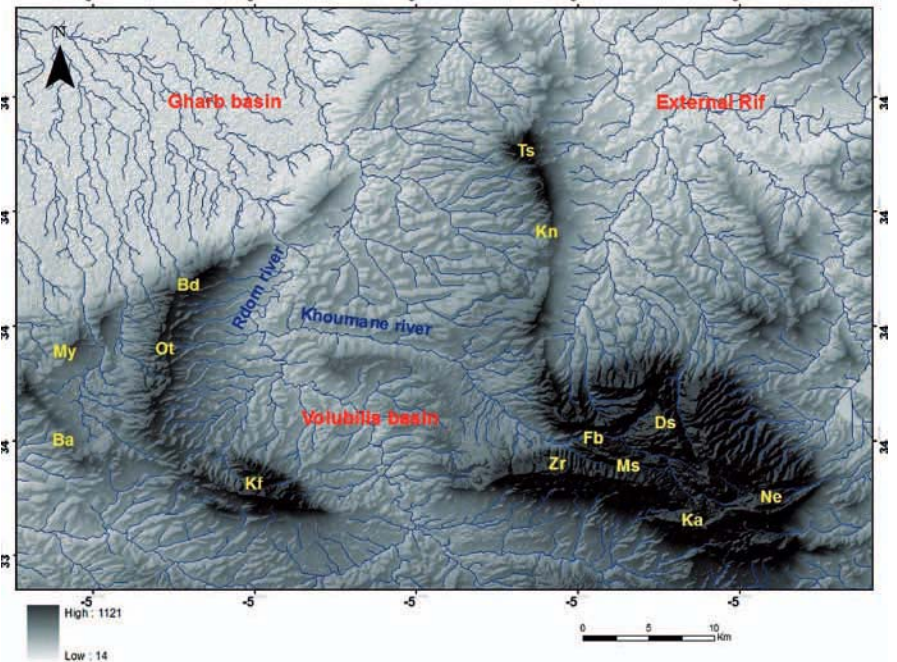 N
Gharb basin
External Rif
Ts
Kn
Rdom river
Bd
Khoumane river
My
Ot
Volubilis basin
Ds
Ba
Fb
Zr
Ms
Kf
Ne
Ka
34
34
34
34
33
-5
-5
-5
-5
-5
High : 1121
Low : 14
0 5 10
Km